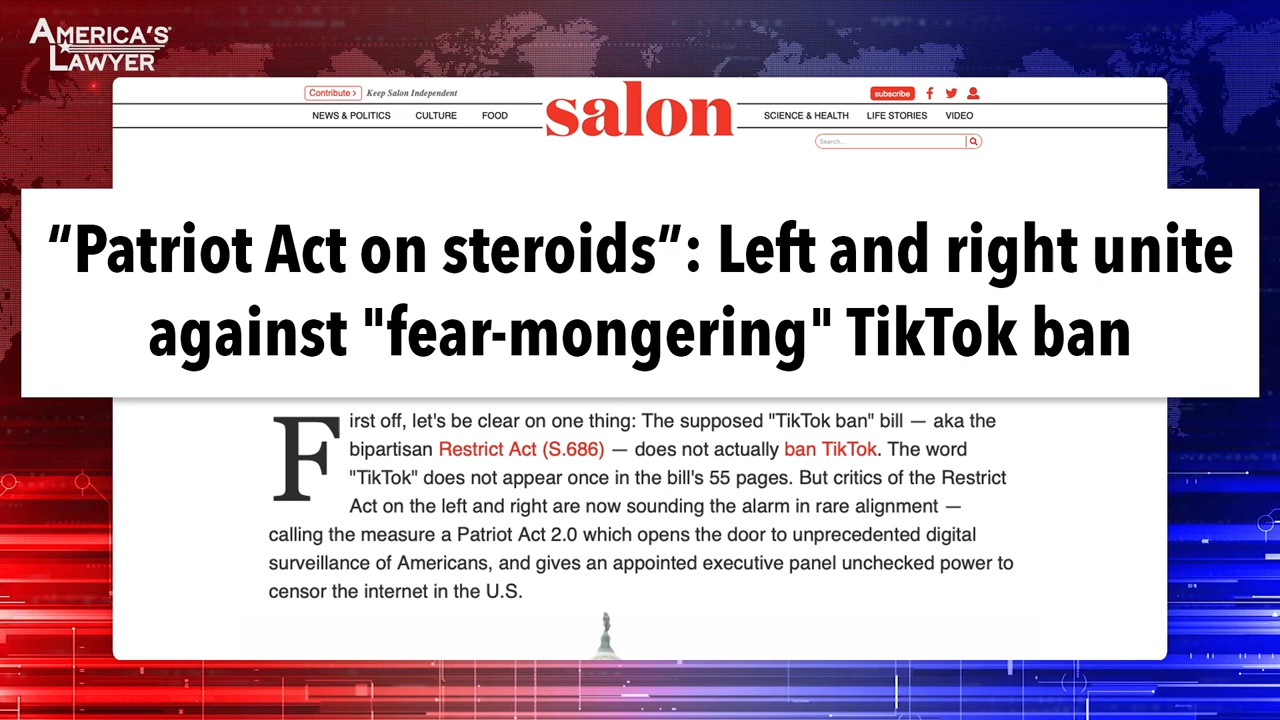 AMERICA'S
LAWYER
Contribute > Keep Salon Independent
salon
subscribe
NEWS & POLITICS CULTURE FOOD SCIENCE & HEALTH LIFE STORIES VIDEO
Search...
“Patriot Act on steroids”: Left and right unite
against "fear-mongering" TikTok ban
First off, let's be clear on one thing: The supposed "TikTok ban" bill — aka the
bipartisan Restrict Act (S.686) — does not actually ban TikTok. The word
"TikTok" does not appear once in the bill's 55 pages. But critics of the Restrict
Act on the left and right are now sounding the alarm in rare alignment —
calling the measure a Patriot Act 2.0 which opens the door to unprecedented digital
surveillance of Americans, and gives an appointed executive panel unchecked power to
censor the internet in the U.S.